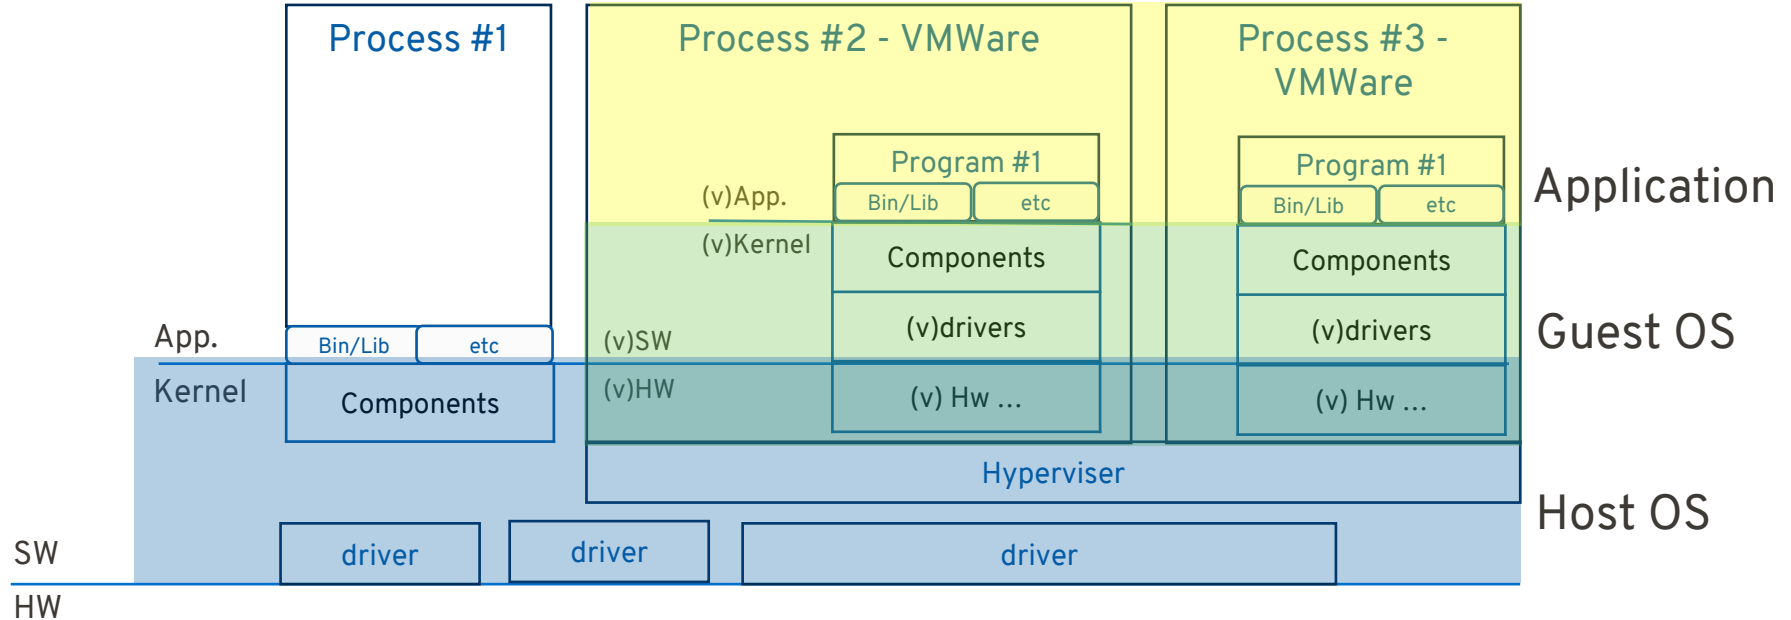 Process #1
Process #2 - VMWare
Process #3 -
VMWare
Program #1
Program #1
Application
(v)App.
Bin/Lib
etc
Bin/Lib
etc
(v)Kernel
Components
Components
App.
Bin/Lib
etc
(v)SW
(v)drivers
(v)drivers
Guest OS
Kernel
Components
(v)HW
(v) Hw ...
(v) Hw ...
Hyperviser
Host OS
SW
driver
driver
driver
HW